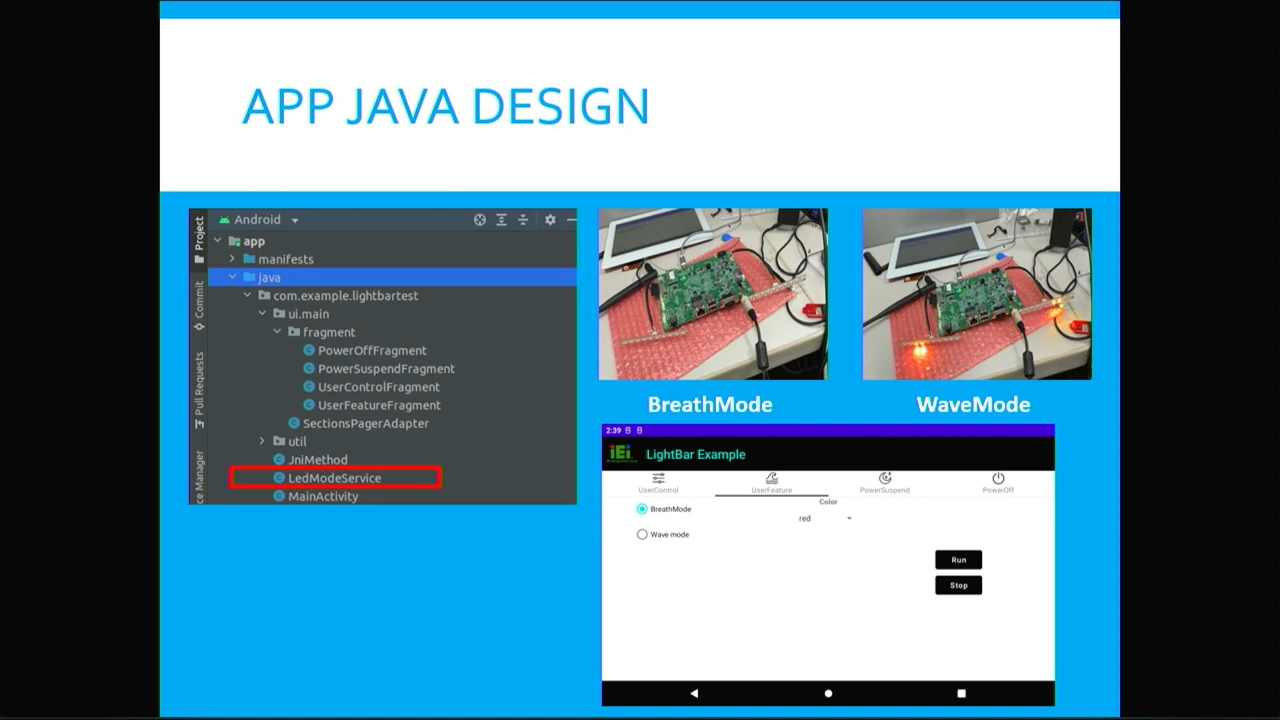 APP JAVA DESIGN
Project
Commit
Pull Requests
ce Manager
Android
app
manifests
java
com.example.lightbartest
ui.main
fragment
PowerOffFragment
PowerSuspendFragment
UserControlFragment
UserFeatureFragment
SectionsPagerAdapter
util
JniMethod
LedModeService
MainActivity
BreathMode
WaveMode
2:39
iEi
LightBar Example
UserControl
UserFeature
PowerSuspend
PowerOff
Color
BreathMode
red
Wave mode
Run
Stop